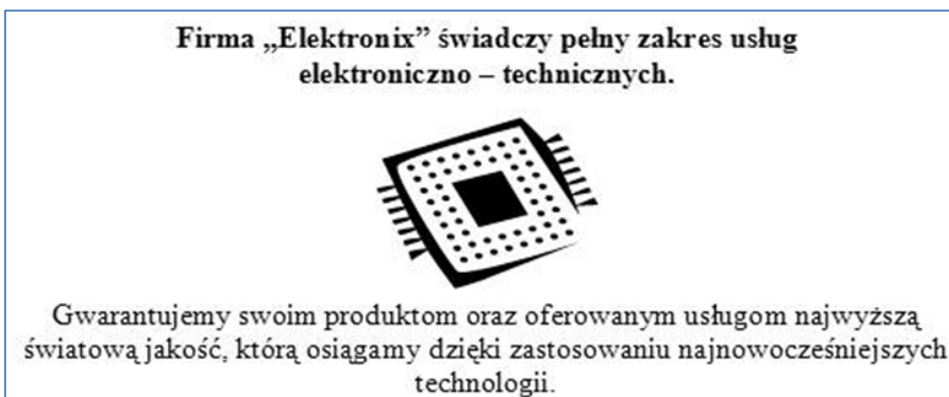 Firma „Elektronix” świadczy pełny zakres usług
elektroniczno – technicznych.
Gwarantujemy swoim produktom oraz oferowanym usługom najwyższą
światową jakość, którą osiągamy dzięki zastosowaniu najnowocześniejszych
technologii.